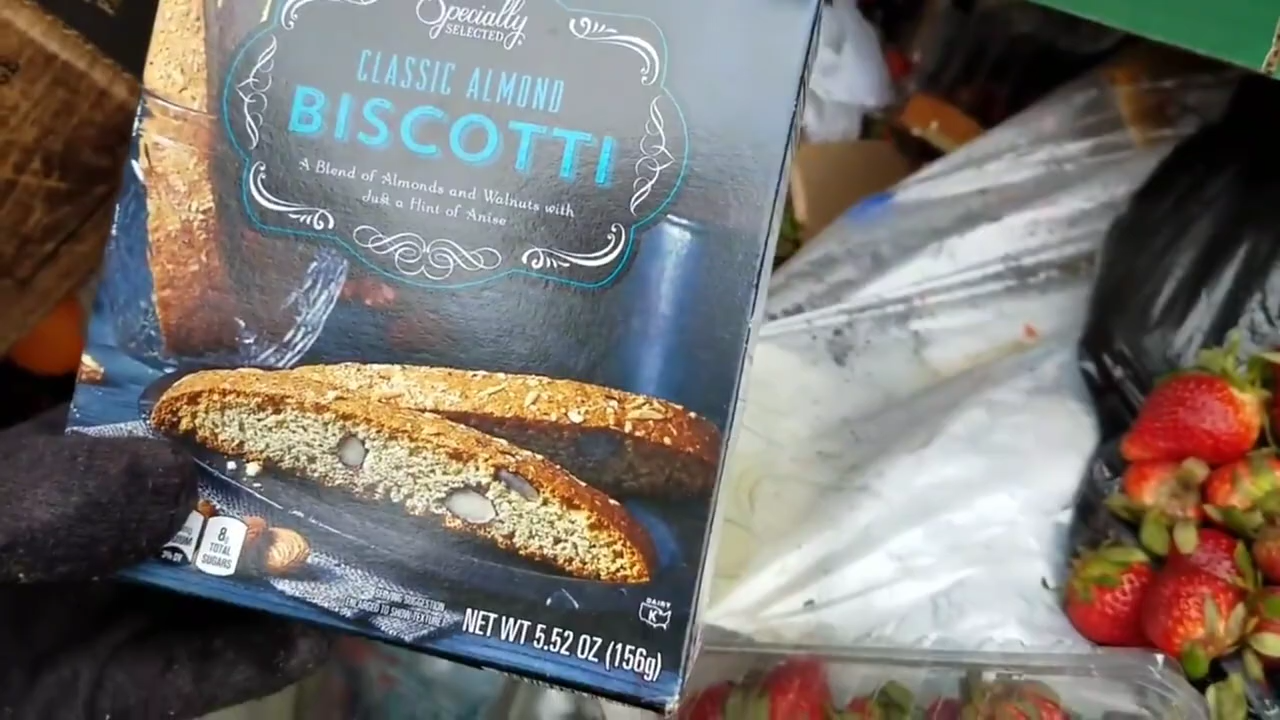 Specially
SELECTED
CLASSIC ALMOND
BISCOTTI
A Blend of Almonds and Walnuts with
Just a Hint of Anise
8g
TOTAL
SUGARS
SERVING SUGGESTION
ENLARGED TO SHOW TEXTURE
NET WT 5.52 OZ (156g)
DAIRY
K